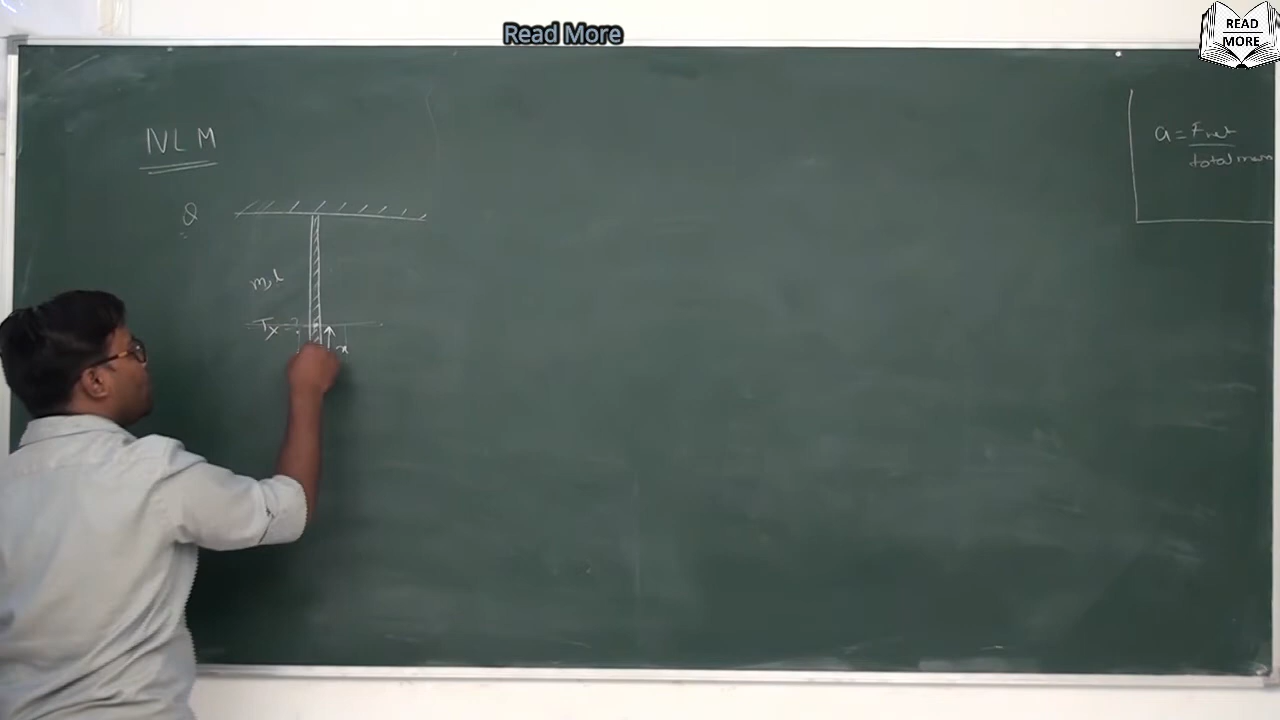 Read More
READ
MORE
NLM
Q
m, l
Tx = ?
x
a = Fnet
total mass